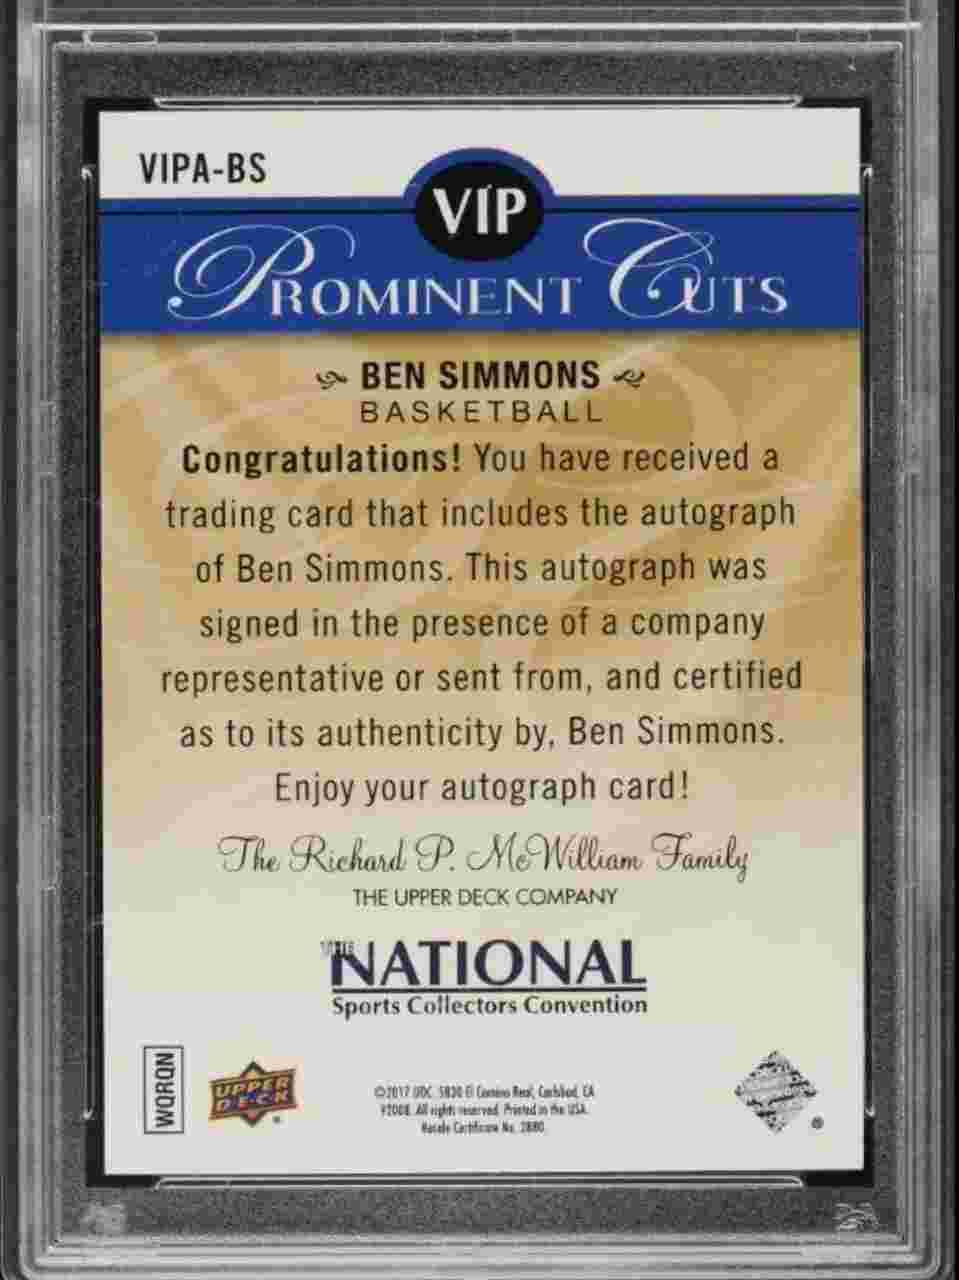 VIPA-BS
VIP
PROMINENT CUTS
BEN SIMMONS
BASKETBALL
Congratulations! You have received a
trading card that includes the autograph
of Ben Simmons. This autograph was
signed in the presence of a company
representative or sent from, and certified
as to its authenticity by, Ben Simmons.
Enjoy your autograph card!
The Richard P. McWilliam Family
THE UPPER DECK COMPANY
THE
NATIONAL
Sports Collectors Convention
WQRQN
UPPER
DECK
©2017 UDC. 5830 El Camino Real, Carlsbad, CA
92008. All rights reserved. Printed in the USA.
Resale Certificate No. 2880.
®